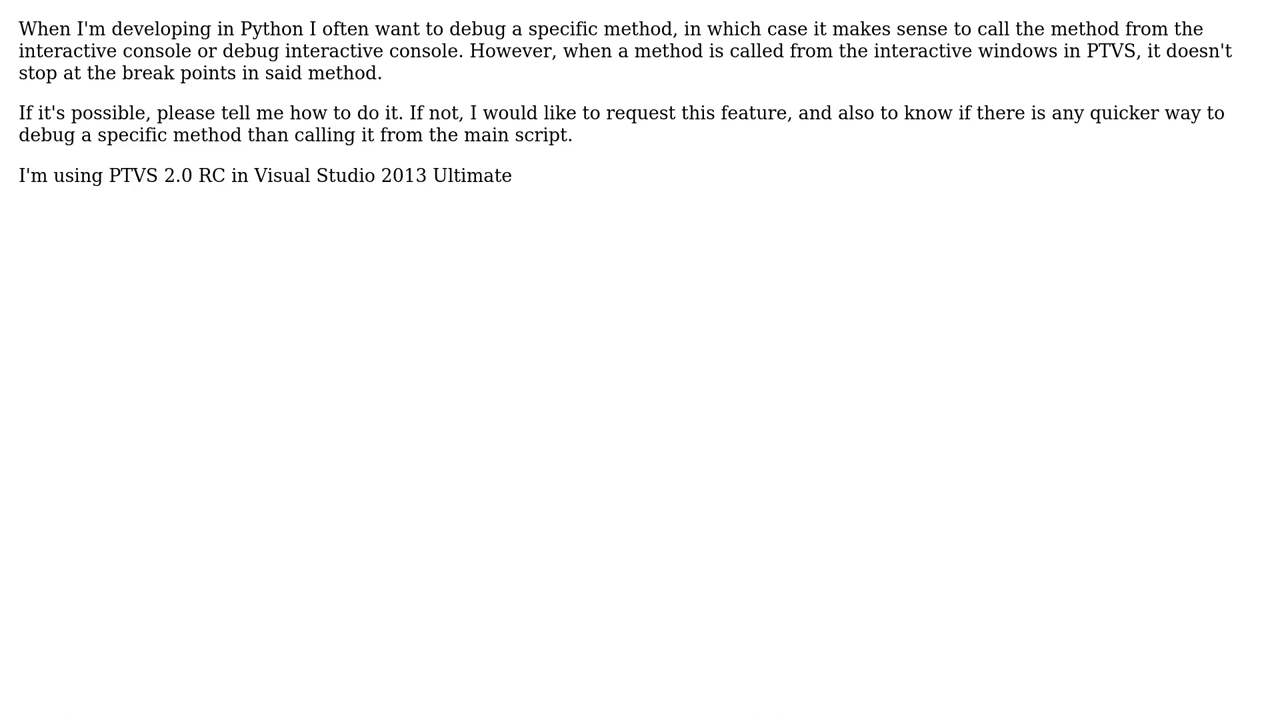 When I'm developing in Python I often want to debug a specific method, in which case it makes sense to call the method from the
interactive console or debug interactive console. However, when a method is called from the interactive windows in PTVS, it doesn't
stop at the break points in said method.
If it's possible, please tell me how to do it. If not, I would like to request this feature, and also to know if there is any quicker way to
debug a specific method than calling it from the main script.
I'm using PTVS 2.0 RC in Visual Studio 2013 Ultimate